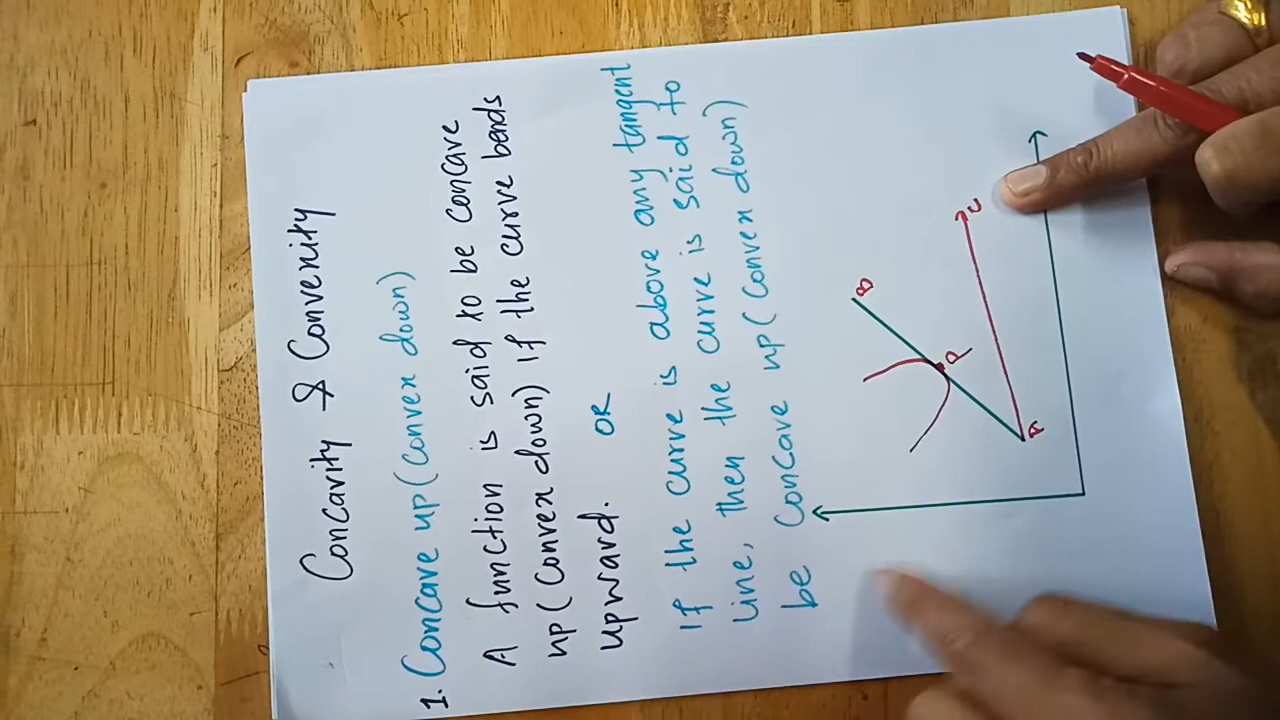 Concavity & Convexity
1. Concave up (Convex down)
A function is said to be concave
up (Convex down) if the curve bends
upward. OR
If the curve is above any tangent
line, then the curve is said to
be concave up (Convex down)
B
P
A
C